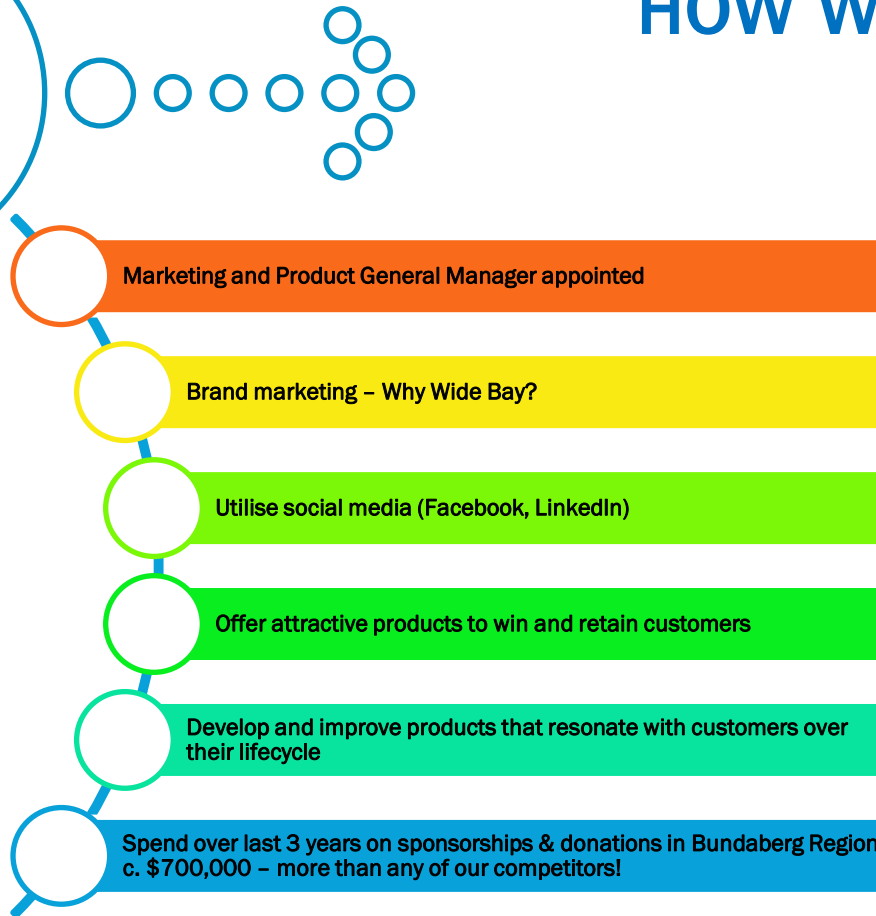 HOW W
Marketing and Product General Manager appointed
Brand marketing – Why Wide Bay?
Utilise social media (Facebook, LinkedIn)
Offer attractive products to win and retain customers
Develop and improve products that resonate with customers over
their lifecycle
Spend over last 3 years on sponsorships & donations in Bundaberg Region
c. $700,000 – more than any of our competitors!